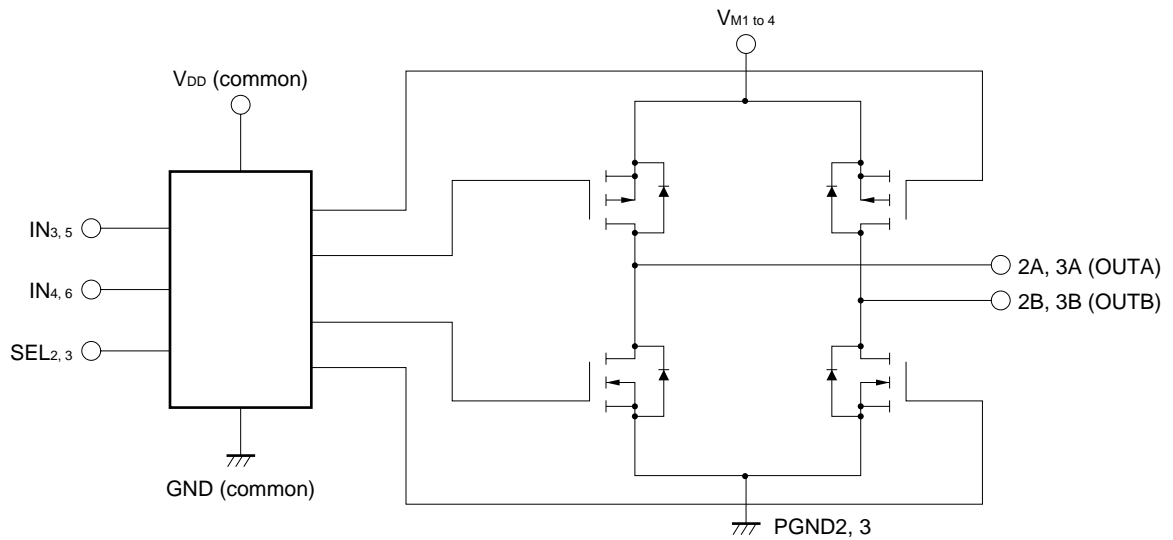 VM1 to 4
VDD (common)
IN3, 5
IN4, 6
SEL2, 3
2A, 3A (OUTA)
2B, 3B (OUTB)
GND (common)
PGND2, 3